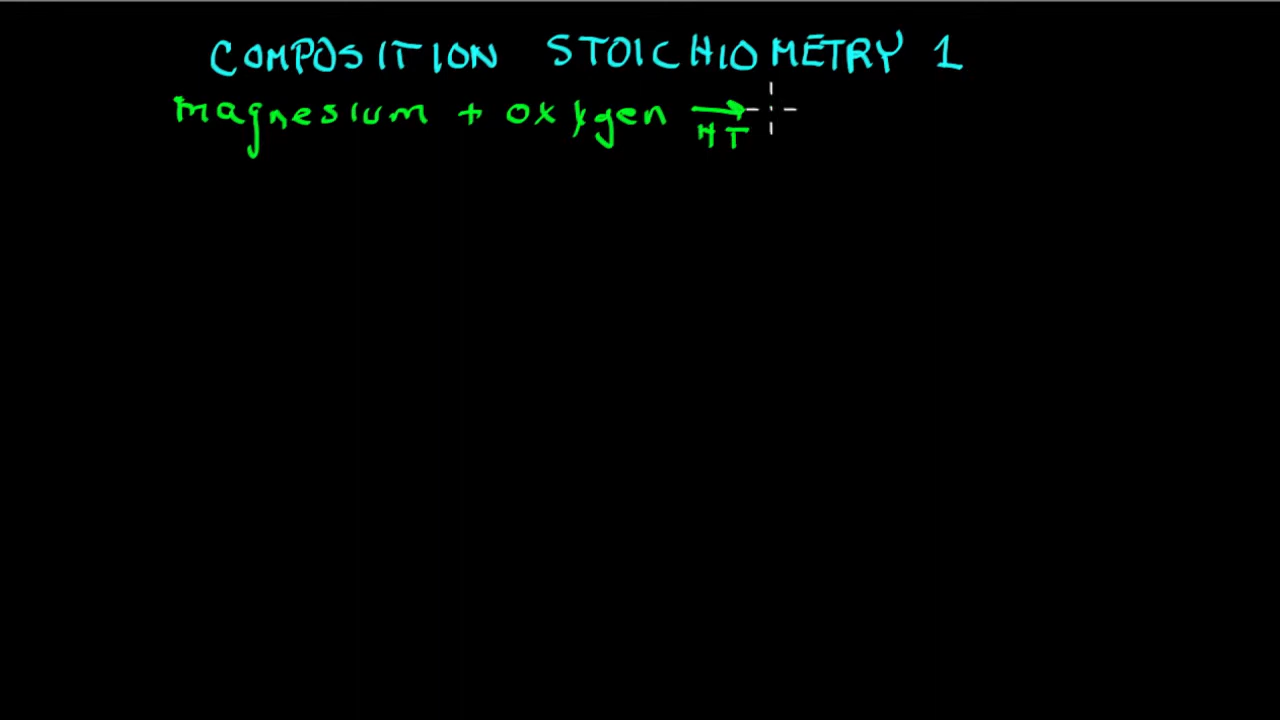 COMPOSITION STOICHIOMETRY 1
magnesium + oxygen →
HT